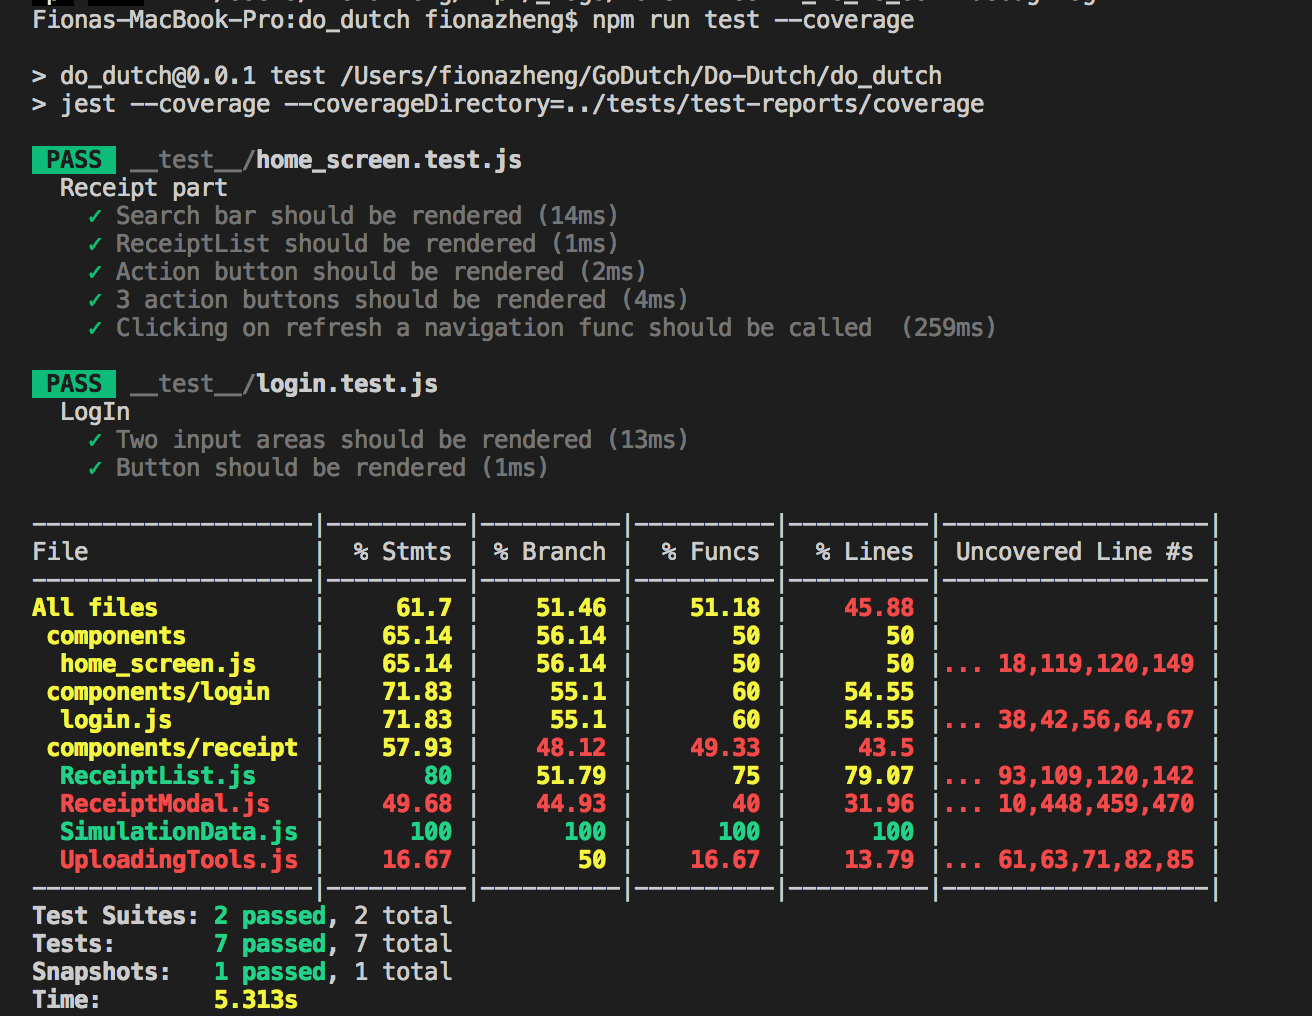 Fionas-MacBook-Pro:do_dutch fionazheng$ npm run test --coverage
> do_dutch@0.0.1 test /Users/fionazheng/GoDutch/Do-Dutch/do_dutch
> jest --coverage --coverageDirectory=../tests/test-reports/coverage
PASS __test__/home_screen.test.js
Receipt part
✓ Search bar should be rendered (14ms)
✓ ReceiptList should be rendered (1ms)
✓ Action button should be rendered (2ms)
✓ 3 action buttons should be rendered (4ms)
✓ Clicking on refresh a navigation func should be called  (259ms)
PASS __test__/login.test.js
LogIn
✓ Two input areas should be rendered (13ms)
✓ Button should be rendered (1ms)
--------------------|----------|----------|----------|----------|-------------------|
File | % Stmts | % Branch | % Funcs | % Lines | Uncovered Line #s |
--------------------|----------|----------|----------|----------|-------------------|
All files | 61.7 | 51.46 | 51.18 | 45.88 | |
components | 65.14 | 56.14 | 50 | 50 | |
home_screen.js | 65.14 | 56.14 | 50 | 50 |... 18,119,120,149 |
components/login | 71.83 | 55.1 | 60 | 54.55 | |
login.js | 71.83 | 55.1 | 60 | 54.55 |... 38,42,56,64,67 |
components/receipt | 57.93 | 48.12 | 49.33 | 43.5 | |
ReceiptList.js | 80 | 51.79 | 75 | 79.07 |... 93,109,120,142 |
ReceiptModal.js | 49.68 | 44.93 | 40 | 31.96 |... 10,448,459,470 |
SimulationData.js | 100 | 100 | 100 | 100 | |
UploadingTools.js | 16.67 | 50 | 16.67 | 13.79 |... 61,63,71,82,85 |
--------------------|----------|----------|----------|----------|-------------------|
Test Suites: 2 passed, 2 total
Tests: 7 passed, 7 total
Snapshots: 1 passed, 1 total
Time: 5.313s